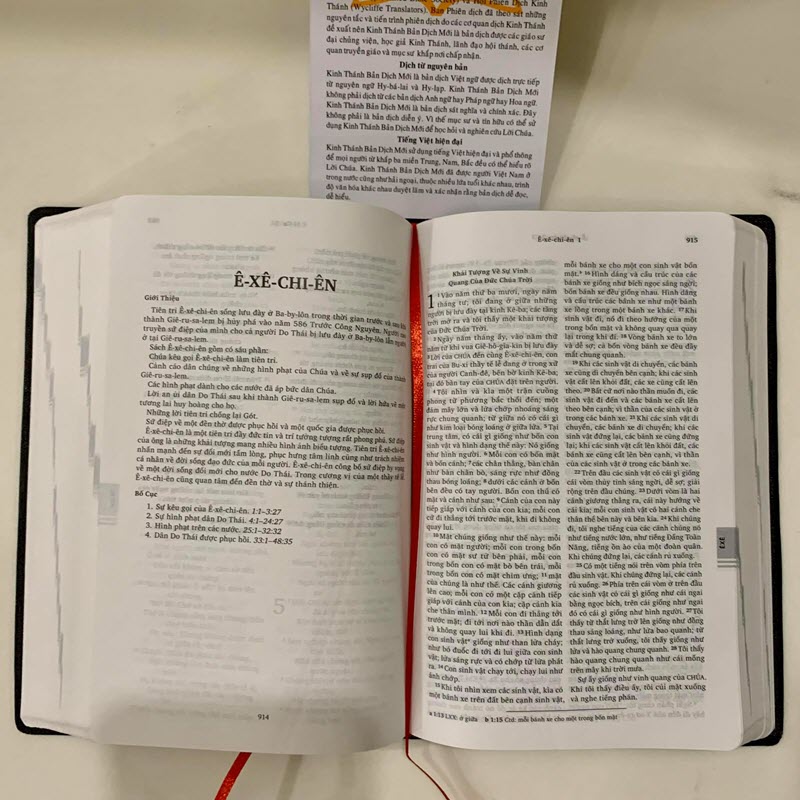 Thánh (Wycliffe Translators). Ban Phiên dịch đã theo sát những
nguyên tắc và tiến trình phiên dịch do các cơ quan dịch Kinh Thánh
đề xuất nên Kinh Thánh Bản Dịch Mới là bản dịch được các giáo sư
đại chủng viện, học giả Kinh Thánh, lãnh đạo hội thánh, các cơ
quan truyền giáo và mục sư khắp nơi chấp nhận.
Dịch từ nguyên bản
Kinh Thánh Bản Dịch Mới là bản dịch Việt ngữ được dịch trực tiếp
từ nguyên ngữ Hy-bá-lai và Hy-lạp. Kinh Thánh Bản Dịch Mới
không phải dịch từ các bản dịch Anh ngữ hay Pháp ngữ hay Hoa ngữ.
Kinh Thánh Bản Dịch Mới là bản dịch sát nghĩa và chính xác. Đây
không phải là bản dịch diễn ý. Vì thế mục sư và tín hữu có thể sử
dụng Kinh Thánh Bản Dịch Mới để học hỏi và nghiên cứu Lời Chúa.
Tiếng Việt hiện đại
Kinh Thánh Bản Dịch Mới sử dụng tiếng Việt hiện đại và phổ thông
để mọi người từ khắp ba miền Trung, Nam, Bắc đều có thể hiểu rõ
Lời Chúa. Kinh Thánh Bản Dịch Mới đã được người Việt Nam ở
trong nước cũng như hải ngoại, thuộc nhiều lứa tuổi khác nhau, trình
độ văn hóa khác nhau duyệt lãm và xác nhận rằng bản dịch dễ đọc,
dễ hiểu.
Ê-XÊ-CHI-ÊN
Giới Thiệu
Tiên tri Ê-xê-chi-ên sống lưu đày ở Ba-by-lôn trong thời gian trước và sau khi
thành Giê-ru-sa-lem bị hủy phá vào năm 586 Trước Công Nguyên. Người
truyền sứ điệp của mình cho cả người Do Thái bị lưu đày ở Ba-by-lôn lẫn người
ở tại Giê-ru-sa-lem.
Sách Ê-xê-chi-ên gồm có sáu phần:
Chúa kêu gọi Ê-xê-chi-ên làm tiên tri.
Cảnh cáo dân chúng về những hình phạt của Chúa và về sự sụp đổ của thành
Giê-ru-sa-lem.
Các hình phạt dành cho các nước đã áp bức dân Chúa.
Lời an ủi dân Do Thái sau khi thành Giê-ru-sa-lem sụp đổ và lời hứa về một
tương lai huy hoàng cho họ.
Những lời tiên tri chống lại Gót.
Sứ điệp về một đền thờ được phục hồi và một quốc gia được phục hồi.
Ê-xê-chi-ên là một tiên tri đầy đức tin và trí tưởng tượng rất phong phú. Sứ điệp
của ông là những khải tượng mang nhiều hình ảnh biểu tượng. Tiên tri Ê-xê-chi-ên
nhấn mạnh đến sự đổi mới tấm lòng, phục hưng tâm linh cũng như trách nhiệm
cá nhân về đời sống đạo đức của mỗi người. Ê-xê-chi-ên công bố sứ điệp hy vọng
về một đời sống đổi mới cho nước Do Thái. Trong cương vị của một thầy tế lễ
Ê-xê-chi-ên cũng quan tâm đến đền thờ và sự thánh thiện.
Bố Cục
1. Sự kêu gọi của Ê-xê-chi-ên. 1:1–3:27
2. Sự hình phạt dân Do Thái. 4:1–24:27
3. Hình phạt trên các nước. 25:1–32:32
4. Dân Do Thái được phục hồi. 33:1–48:35
5
914
Ê-xê-chi-ên 1
915
Khải Tượng Về Sự Vinh
Quang Của Đức Chúa Trời
1 Vào năm thứ ba mươi, ngày năm
tháng tư, tôi đang ở giữa những
người bị lưu đày tại kinh Kê-ba; các tầng
trời mở ra và tôi thấy một khải tượng
của Đức Chúa Trời.
²Ngày năm tháng ấy, vào năm thứ
năm từ khi vua Giê-hô-gia-kin bị lưu đày
³Lời của CHÚA đến cùng Ê-xê-chi-ên, con
trai của Bu-xi thầy tế lễ đang ở trong xứ
của người Canh-đê, bên bờ kinh Kê-ba;
tại đó bàn tay của CHÚA đặt trên người.
⁴Tôi nhìn và kìa một trận cuồng
phong từ phương bắc thổi đến; một
đám mây lớn và lửa chớp nhoáng sáng
rực chung quanh; từ giữa nó có cái gì
như kim loại bóng loáng ở giữa lửa. ⁵Tại
trung tâm, có cái gì giống như bốn con
sinh vật và hình dạng thế này: Nó giống
như hình người. ⁶Mỗi con có bốn mặt
và bốn cánh; ⁷các chân thẳng, bàn chân
như bàn chân bò, sáng rực như đồng
thau bóng loáng; ⁸dưới các cánh ở bốn
bên đều có tay người. Bốn con thú có
mặt và cánh như sau; ⁹Cánh của con này
tiếp giáp với cánh của con kia; mỗi con
cứ đi thẳng tới trước mặt, khi đi không
quay lui.
¹⁰Mặt chúng giống như thế này: mỗi
con có mặt người; mỗi con trong bốn
con có mặt sư tử bên phải, mỗi con
trong bốn con có mặt bò bên trái, mỗi
trong bốn con có mặt chim ưng; ¹¹mặt
của chúng là như thế. Các cánh giương
lên cao; mỗi con có một cặp cánh tiếp
giáp với cánh của con kia; cặp cánh kia
che thân mình. ¹²Mỗi con đi thẳng tới
trước mặt; đi tới nơi nào thần dẫn dắt
và không quay lui khi đi. ¹³Hình dạng
con sinh vậtᵃ giống như than lửa cháy;
như bó đuốc đi tới đi lui giữa con sinh
vật; lửa sáng rực và có chớp từ lửa phát
ra. ¹⁴Con sinh vật chạy tới, chạy lui như
ánh chớp.
¹⁵Khi tôi nhìn xem các sinh vật, kìa có
một bánh xe trên đất, bên cạnh sinh vật,
mỗi bánh xe cho một con sinh vật bốn
mặt.ᵇ ¹⁶Hình dáng và cấu trúc của các
bánh xe giống như bích ngọc sáng ngời;
bốn bánh đều giống nhau. Hình dáng
và cấu trúc các bánh xe như một bánh
xe lồng trong một bánh xe khác. ¹⁷Khi
sinh vật đi, nó đi theo hướng của một
trong bốn mặt và không quay qua quay
lại trong khi đi. ¹⁸Vòng bánh xe to lớn
và dễ sợ; cả bốn vòng bánh xe đều đầy
mắt chung quanh.
¹⁹Khi các sinh vật di chuyển, các bánh
xe cũng di chuyển bên cạnh; khi các sinh
vật cất lên khỏi đất, các xe cũng cất lên
theo. ²⁰Bất cứ nơi nào thần muốn đi, các
sinh vật đi đến và các bánh xe cất lên
theo bên cạnh; vì thần của các sinh vật ở
trong các bánh xe. ²¹Khi các sinh vật di
chuyển, các bánh xe di chuyển; khi các
sinh vật đứng lại, các bánh xe cũng đứng
lại; khi các sinh vật cất lên khỏi đất, các
bánh xe cũng cất lên bên cạnh, và thần
của các sinh vật ở trong các bánh xe.
²²Trên đầu các sinh vật có cái gì giống
cái vòm thủy tinh sáng ngời, dễ sợ; giãi
rộng trên đầu chúng. ²³Dưới vòm là hai
cánh giương thẳng ra, cái này hướng về
cái kia; mỗi con sinh vật có hai cánh che
thân thể bên này và bên kia. ²⁴Khi chúng
đi, tôi nghe tiếng của các cánh chúng nó
như tiếng nước lớn, như tiếng Đấng Toàn
Năng, tiếng ồn ào của một đoàn quân.
Khi chúng đứng lại, các cánh rủ xuống.
²⁵Có một tiếng nói trên vòm phía trên
đầu sinh vật. Khi chúng đứng lại, các cánh
rủ xuống. ²⁶Phía trên cái vòm ở trên đầu
các sinh vật có cái gì giống như cái ngai
bằng ngọc bích, trên cái giống như ngai
đó có cái gì giống như hình người. ²⁷Tôi
thấy từ thắt lưng trở lên giống như đồng
thau sáng loáng, như lửa bao quanh; từ
thắt lưng trở xuống, tôi thấy giống như
lửa và hào quang chung quanh. ²⁸Tôi thấy
hào quang chung quanh như cái mống
trên mây khi trời mưa.
Sự ấy giống như vinh quang của CHÚA.
Khi tôi thấy điều ấy, tôi cúi mặt xuống
và nghe tiếng phán.
a 1:13 LXX: ở giữa b 1:15 Ctd: mỗi bánh xe cho một trong bốn mặt
ÊXÊ